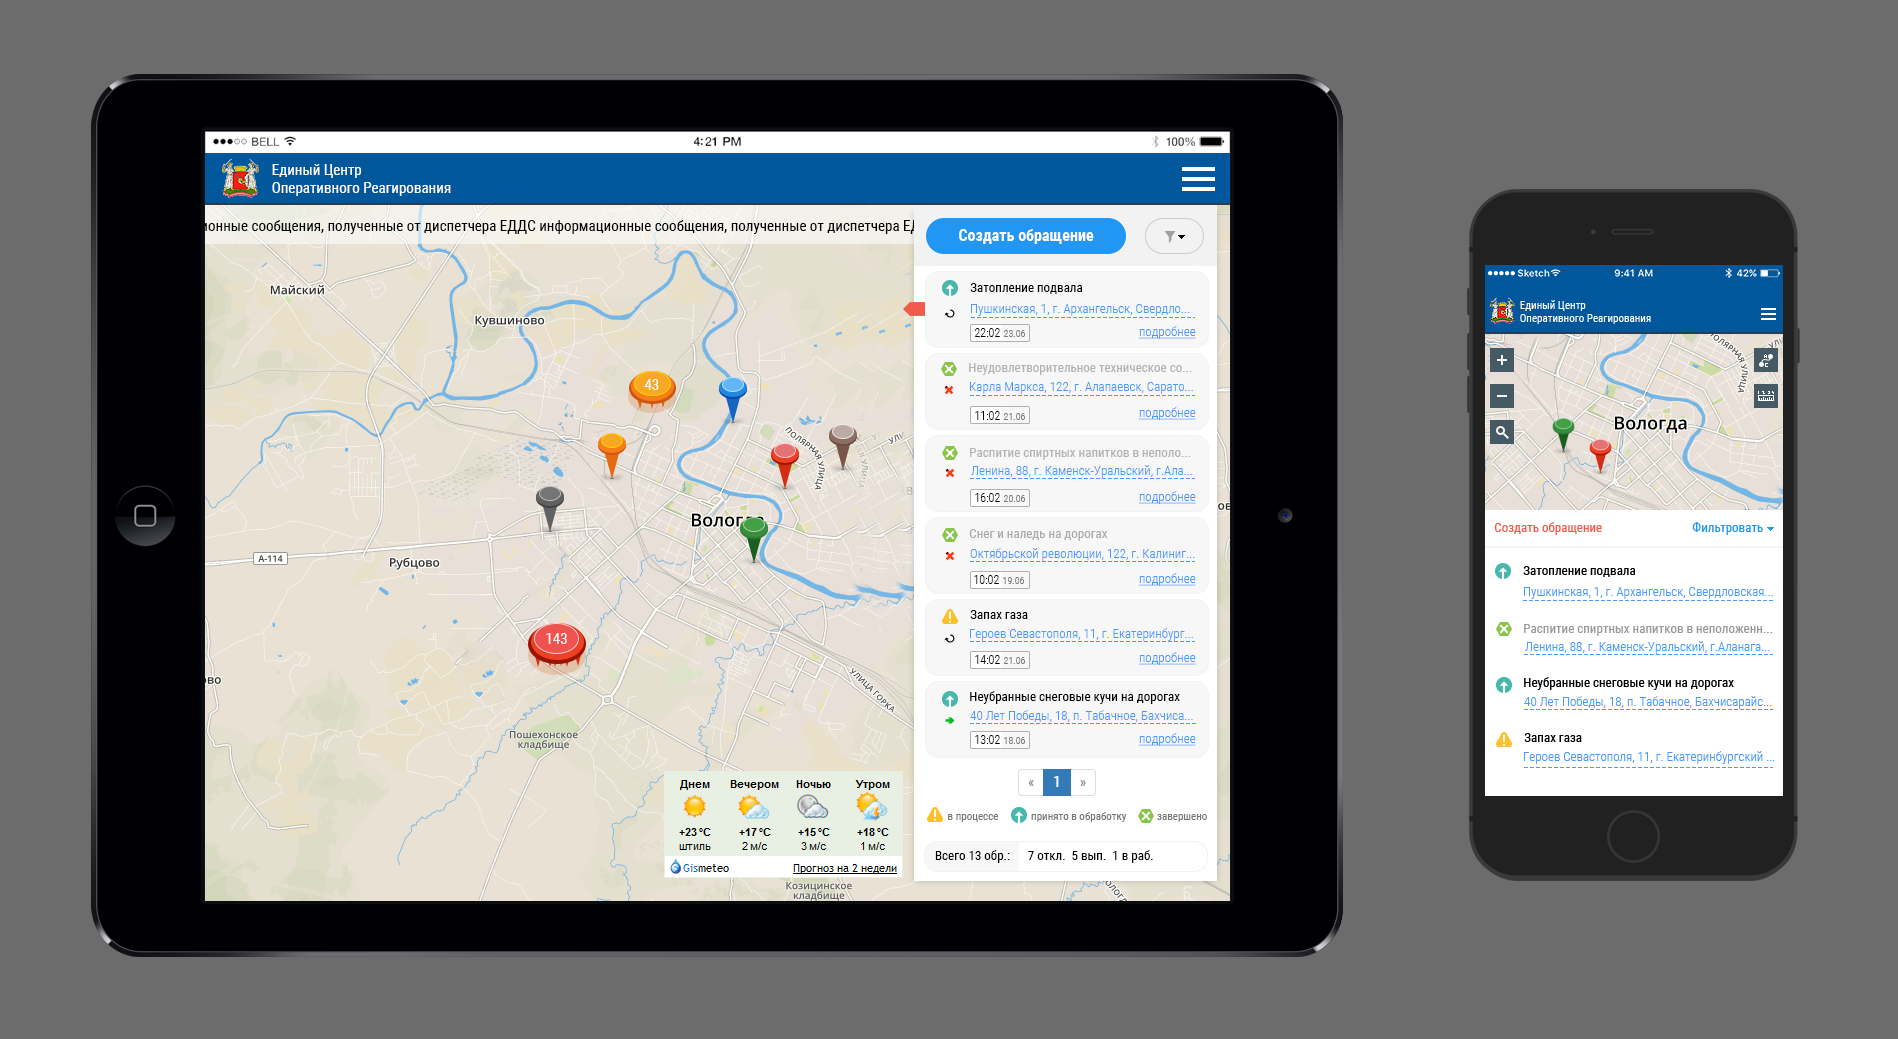 BELL
4:21 PM
100%
Единый Центр
Оперативного Реагирования
ионные сообщения, полученные от диспетчера ЕДДС информационные сообщения, полученные от диспетчера ЕД
Майский
Кувшиново
43
ПОЛЯРНАЯ УЛИЦА
УЛИ
Вологда
А-114
Рубцово
143
ово
УЛИЦА ГОРКА
Пошехонское
кладбище
Козицинское
кладбище
Днем Вечером Ночью Утром
+23 °C +17 °C +15 °C +18 °C
штиль 2 м/с 3 м/с 1 м/с
Gismeteo Прогноз на 2 недели
Создать обращение
Затопление подвала
Пушкинская, 1, г. Архангельск, Свердло...
22:02 23.06 подробнее
Неудовлетворительное техническое со...
Карла Маркса, 122, г. Алапаевск, Сарато...
11:02 21.06 подробнее
Распитие спиртных напитков в неполо...
Ленина, 88, г. Каменск-Уральский, г.Ала...
16:02 20.06 подробнее
Снег и наледь на дорогах
Октябрьской революции, 122, г. Калиниг...
10:02 19.06 подробнее
Запах газа
Героев Севастополя, 11, г. Екатеринбург...
14:02 21.06 подробнее
Неубранные снеговые кучи на дорогах
40 Лет Победы, 18, п. Табачное, Бахчиса...
13:02 18.06 подробнее
« 1 »
в процессе принято в обработку завершено
Всего 13 обр.: 7 откл. 5 вып. 1 в раб.
Sketch
9:41 AM
42%
Единый Центр
Оперативного Реагирования
ПОЛЯРНАЯ УЛИЦА
Вологда
Создать обращение Фильтровать
Затопление подвала
Пушкинская, 1, г. Архангельск, Свердловская...
Распитие спиртных напитков в неположенн...
Ленина, 88, г. Каменск-Уральский, г.Аланага...
Неубранные снеговые кучи на дорогах
40 Лет Победы, 18, п. Табачное, Бахчисарайс...
Запах газа
Героев Севастополя, 11, г. Екатеринбургский ...